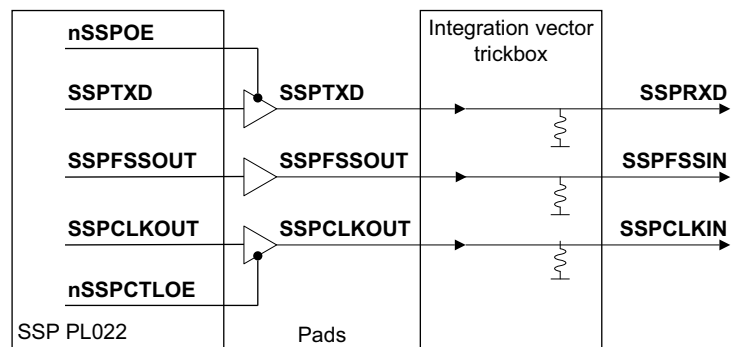 nSSPOE
Integration vector
trickbox
SSPTXD
SSPTXD
SSPRXD
SSPFSSOUT
SSPFSSOUT
SSPFSSIN
SSPCLKOUT
SSPCLKOUT
SSPCLKIN
nSSPCTLOE
SSP PL022
Pads